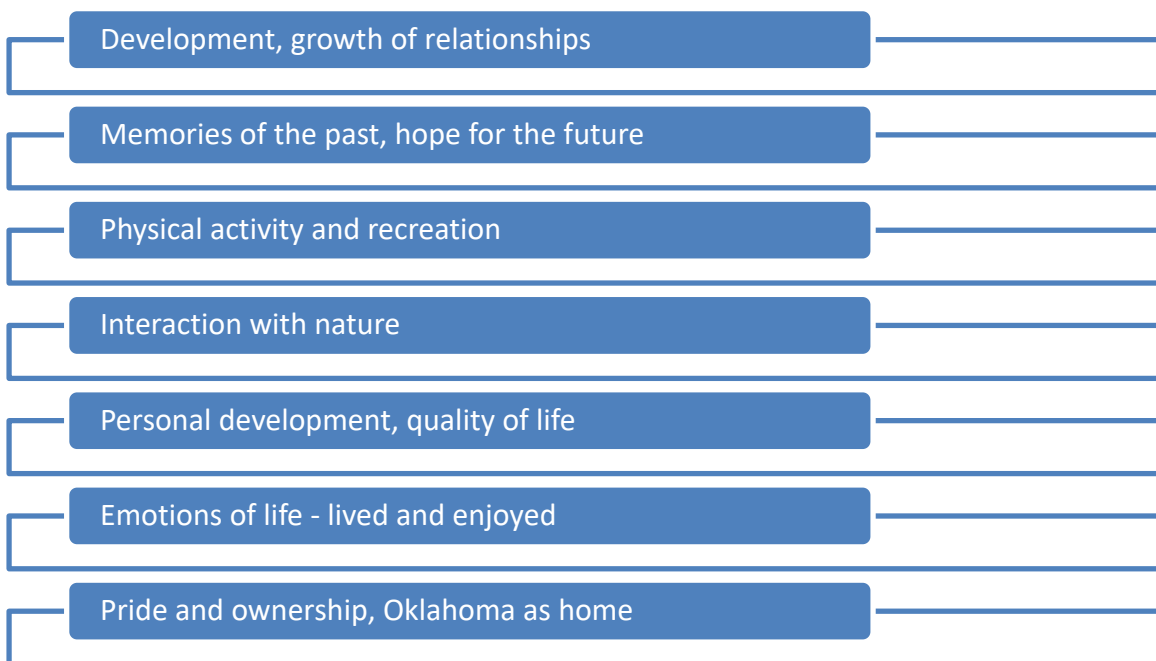 Development, growth of relationships
Memories of the past, hope for the future
Physical activity and recreation
Interaction with nature
Personal development, quality of life
Emotions of life - lived and enjoyed
Pride and ownership, Oklahoma as home